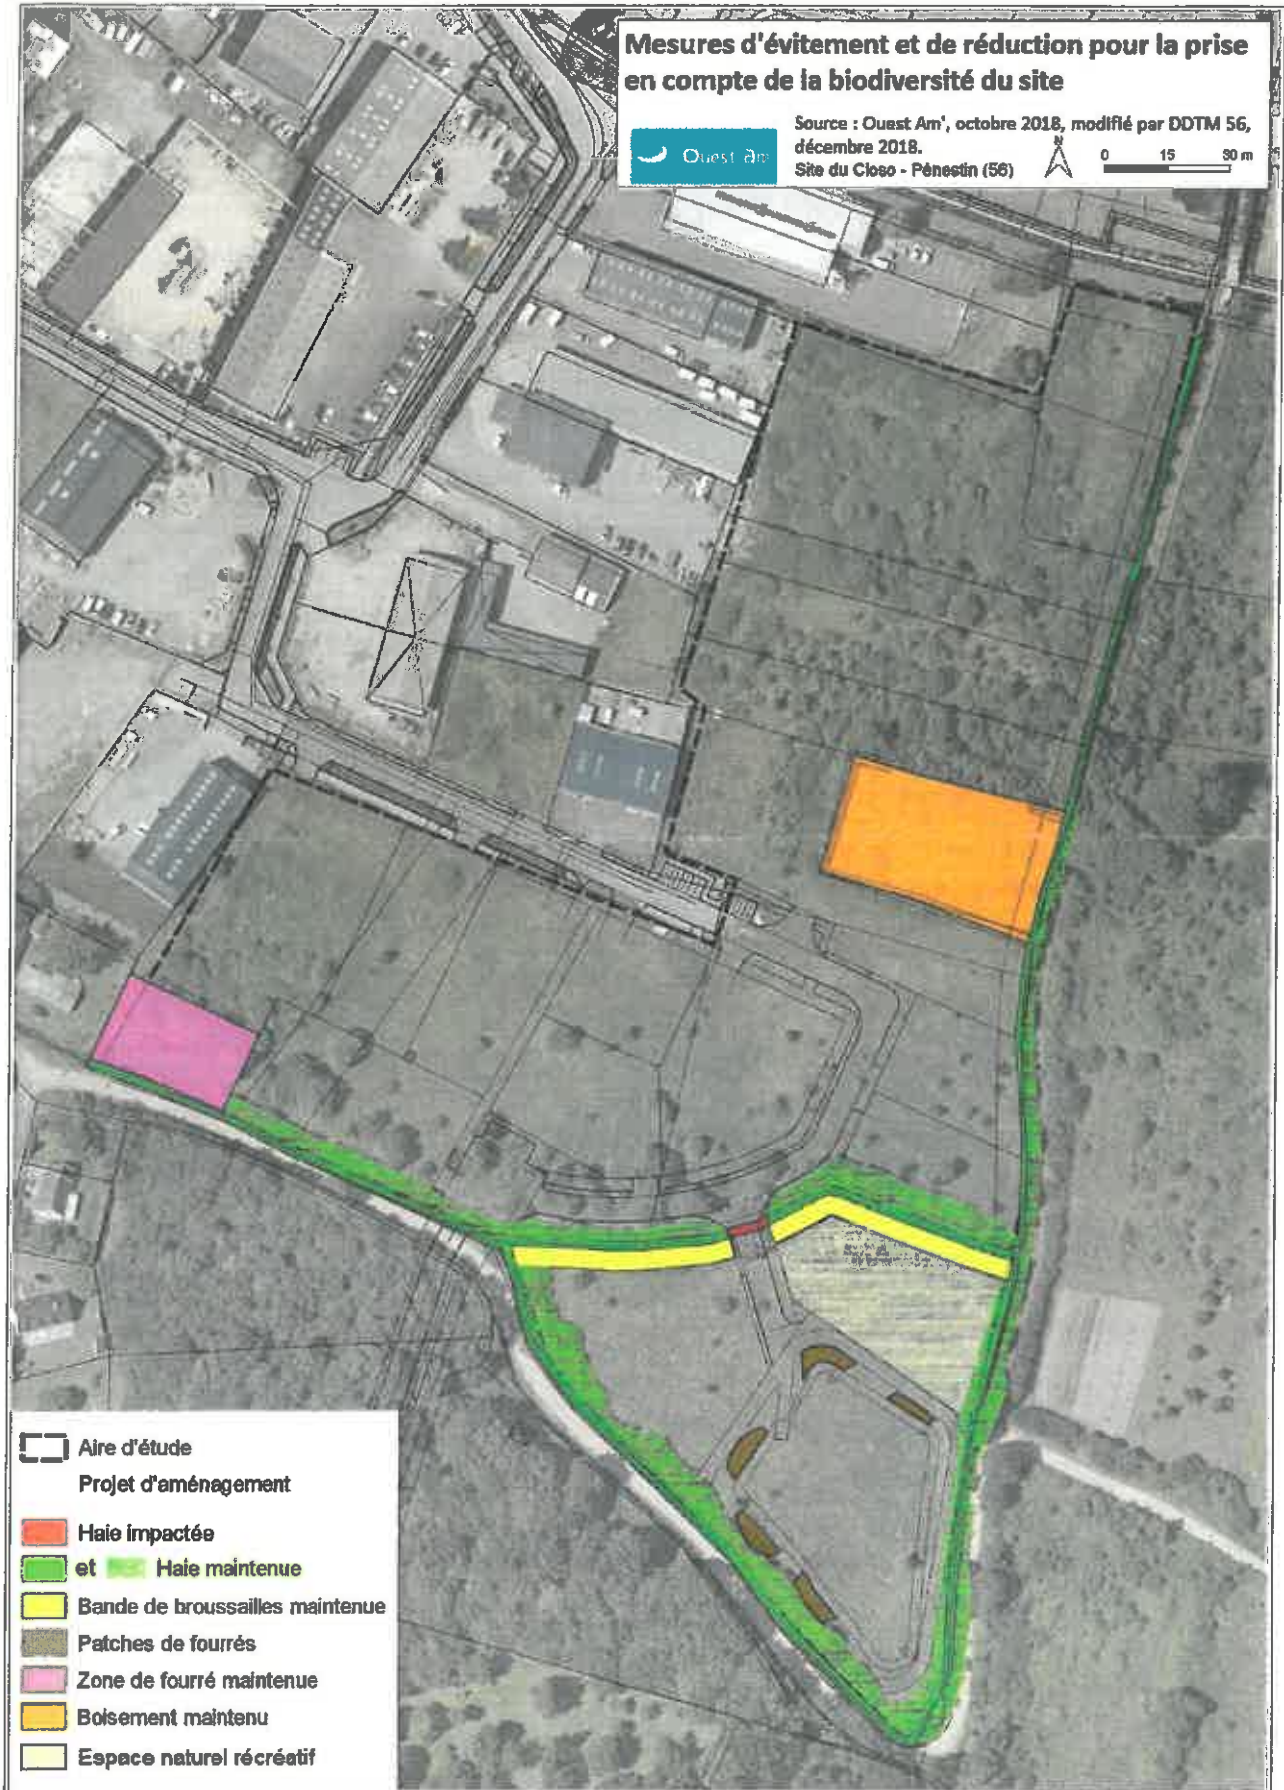 Mesures d'évitement et de réduction pour la prise
en compte de la biodiversité du site
Ouest am'
Source : Ouest Am', octobre 2018, modifié par DDTM 56,
décembre 2018.
Site du Closo - Pénestin (56)
N
0 15 30 m
Aire d'étude
Projet d'aménagement
Haie impactée
et Haie maintenue
Bande de broussailles maintenue
Patches de fourrés
Zone de fourré maintenue
Boisement maintenu
Espace naturel récréatif